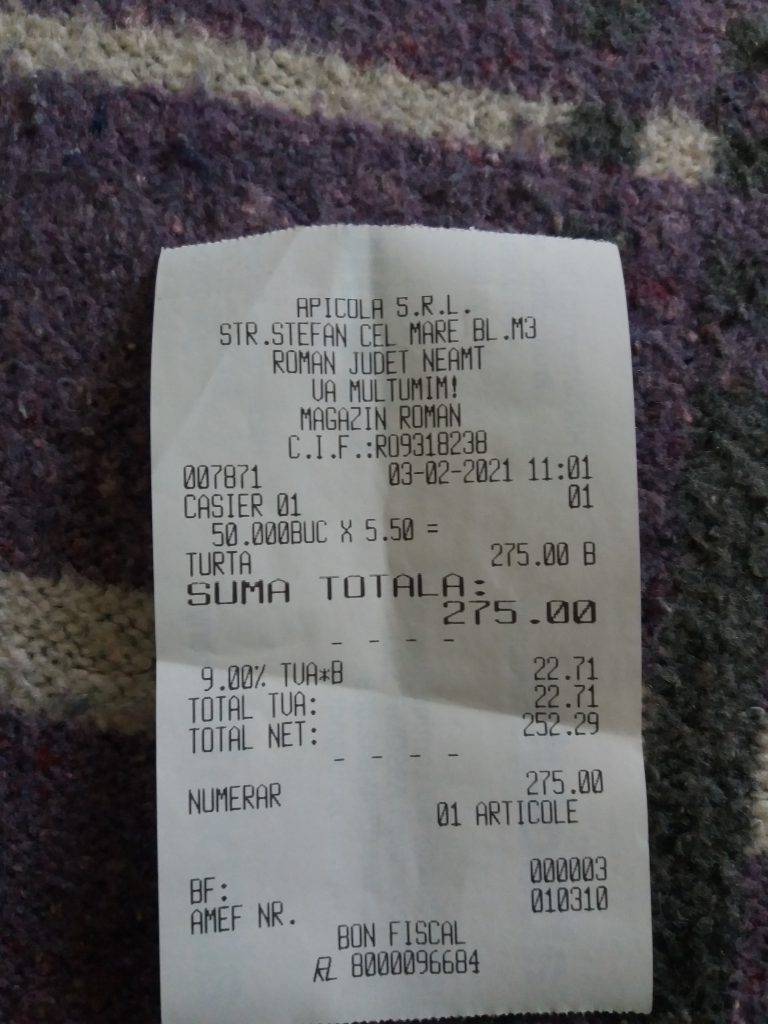 APICOLA S.R.L.
STR.STEFAN CEL MARE BL.M3
ROMAN JUDET NEAMT
VA MULTUMIM!
MAGAZIN ROMAN
C.I.F.:RO9318238
007871 03-02-2021 11:01
CASIER 01 01
50.000BUC X 5.50 =
TURTA 275.00 B
SUMA TOTALA:
275.00
- - - -
9.00% TVA*B 22.71
TOTAL TVA: 22.71
TOTAL NET: 252.29
- - - -
NUMERAR 275.00
01 ARTICOLE
BF: 000003
AMEF NR. 010310
BON FISCAL
8000096684